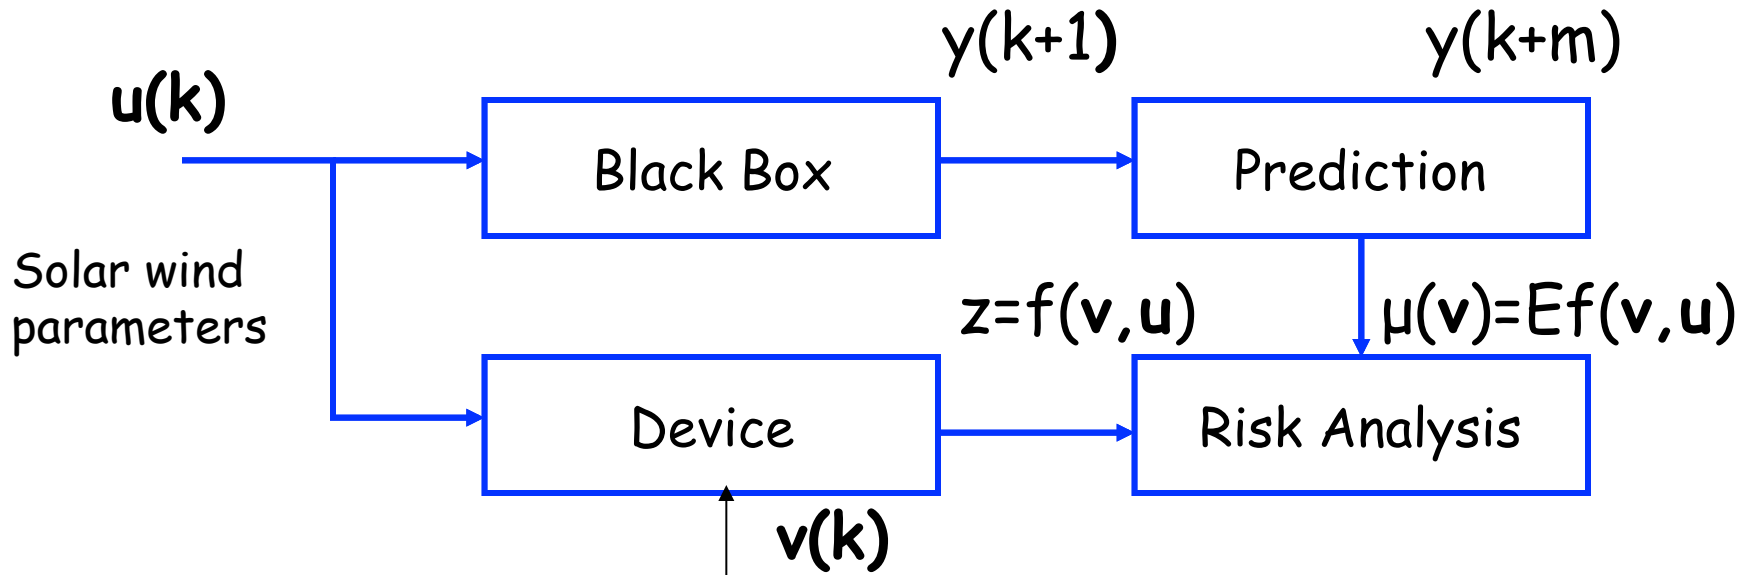 y(k+1)
y(k+m)
u(k)
Black Box
Prediction
Solar wind
parameters
z=f(v,u)
μ(v)=Ef(v,u)
Device
Risk Analysis
v(k)